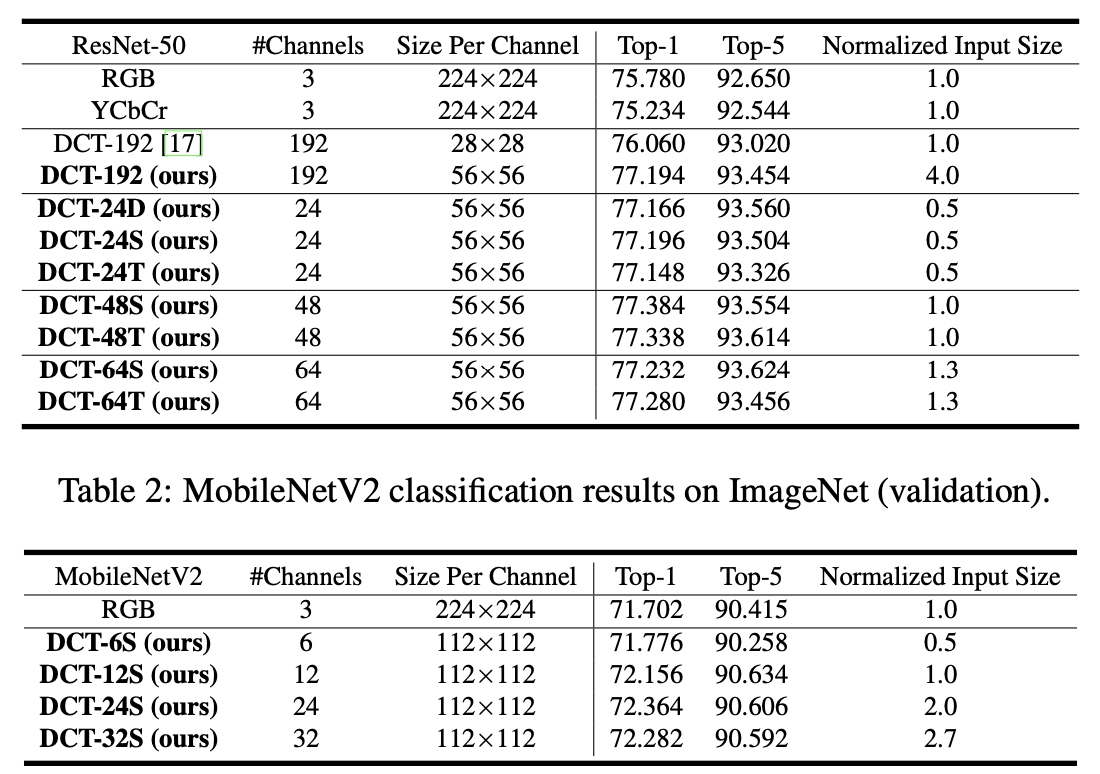 ResNet-50 #Channels Size Per Channel Top-1 Top-5 Normalized Input Size
RGB 3 224×224 75.780 92.650 1.0
YCbCr 3 224×224 75.234 92.544 1.0
DCT-192 [17] 192 28×28 76.060 93.020 1.0
DCT-192 (ours) 192 56×56 77.194 93.454 4.0
DCT-24D (ours) 24 56×56 77.166 93.560 0.5
DCT-24S (ours) 24 56×56 77.196 93.504 0.5
DCT-24T (ours) 24 56×56 77.148 93.326 0.5
DCT-48S (ours) 48 56×56 77.384 93.554 1.0
DCT-48T (ours) 48 56×56 77.338 93.614 1.0
DCT-64S (ours) 64 56×56 77.232 93.624 1.3
DCT-64T (ours) 64 56×56 77.280 93.456 1.3
Table 2: MobileNetV2 classification results on ImageNet (validation).
MobileNetV2 #Channels Size Per Channel Top-1 Top-5 Normalized Input Size
RGB 3 224×224 71.702 90.415 1.0
DCT-6S (ours) 6 112×112 71.776 90.258 0.5
DCT-12S (ours) 12 112×112 72.156 90.634 1.0
DCT-24S (ours) 24 112×112 72.364 90.606 2.0
DCT-32S (ours) 32 112×112 72.282 90.592 2.7